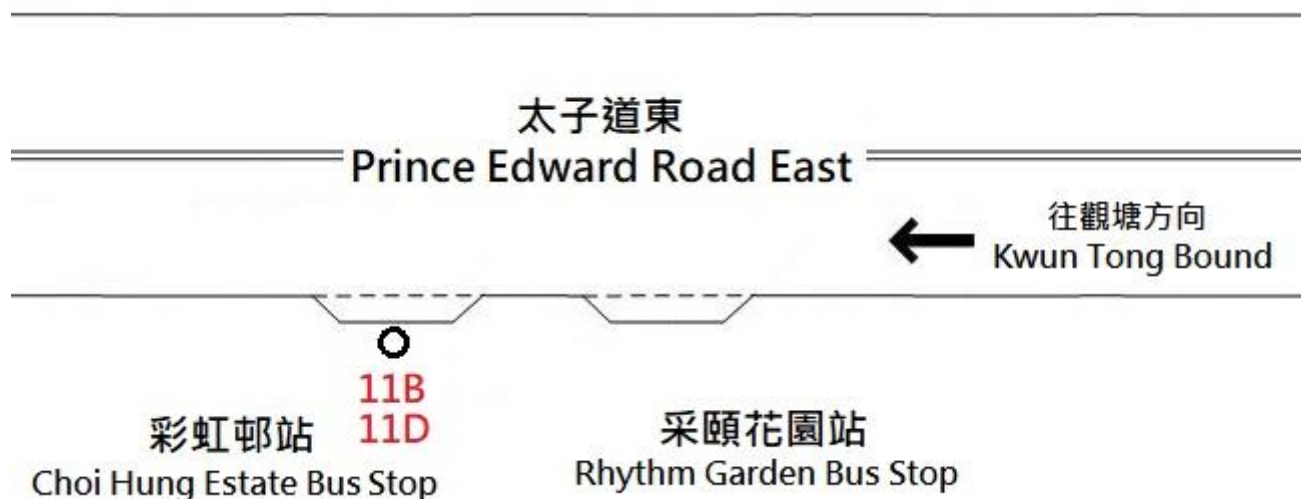 太子道東
Prince Edward Road East
往觀塘方向
Kwun Tong Bound
11B
11D
彩虹邨站
Choi Hung Estate Bus Stop
采頤花園站
Rhythm Garden Bus Stop